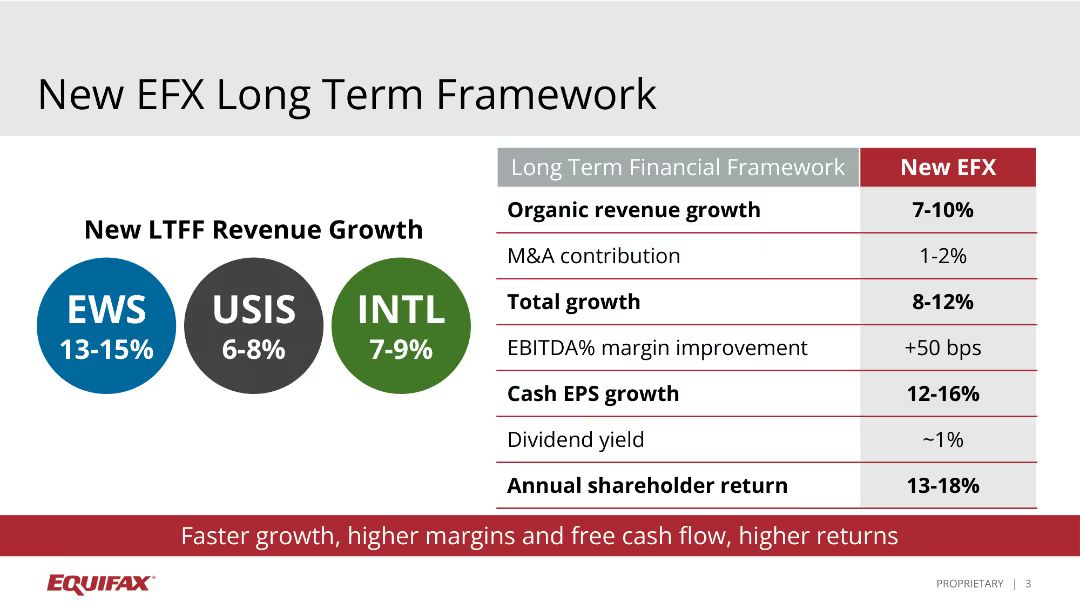 New EFX Long Term Framework
New LTFF Revenue Growth
EWS
13-15%
USIS
6-8%
INTL
7-9%
Long Term Financial Framework New EFX
Organic revenue growth 7-10%
M&A contribution 1-2%
Total growth 8-12%
EBITDA% margin improvement +50 bps
Cash EPS growth 12-16%
Dividend yield ~1%
Annual shareholder return 13-18%
Faster growth, higher margins and free cash flow, higher returns
EQUIFAX®
PROPRIETARY | 3